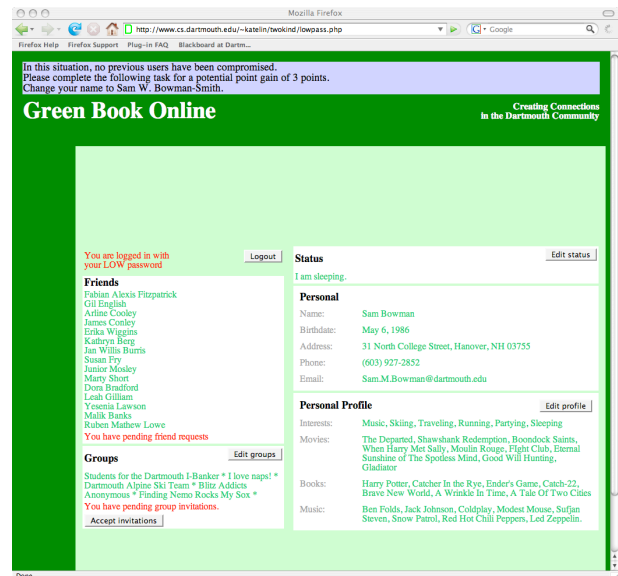 Mozilla Firefox
http://www.cs.dartmouth.edu/~katelin/twokind/lowpass.php
Google
Firefox Help Firefox Support Plug-in FAQ Blackboard at Dartm...
In this situation, no previous users have been compromised.
Please complete the following task for a potential point gain of 3 points.
Change your name to Sam W. Bowman-Smith.
Green Book Online
Creating Connections
in the Dartmouth Community
You are logged in with
your LOW password
Logout
Friends
Fabian Alexis Fitzpatrick
Gil English
Arline Cooley
James Conley
Erika Wiggins
Kathryn Berg
Jan Willis Burris
Susan Fry
Junior Mosley
Marty Short
Dora Bradford
Leah Gilliam
Yesenia Lawson
Malik Banks
Ruben Mathew Lowe
You have pending friend requests
Groups
Edit groups
Students for the Dartmouth I-Banker * I love naps! *
Dartmouth Alpine Ski Team * Blitz Addicts
Anonymous * Finding Nemo Rocks My Sox *
You have pending group invitations.
Accept invitations
Status
Edit status
I am sleeping.
Personal
Name: Sam Bowman
Birthdate: May 6, 1986
Address: 31 North College Street, Hanover, NH 03755
Phone: (603) 927-2852
Email: Sam.M.Bowman@dartmouth.edu
Personal Profile
Edit profile
Interests: Music, Skiing, Traveling, Running, Partying, Sleeping
Movies: The Departed, Shawshank Redemption, Boondock Saints,
When Harry Met Sally, Moulin Rouge, FIght Club, Eternal
Sunshine of The Spotless Mind, Good Will Hunting,
Gladiator
Books: Harry Potter, Catcher In the Rye, Ender's Game, Catch-22,
Brave New World, A Wrinkle In Time, A Tale Of Two Cities
Music: Ben Folds, Jack Johnson, Coldplay, Modest Mouse, Sufjan
Steven, Snow Patrol, Red Hot Chili Peppers, Led Zeppelin.
Done